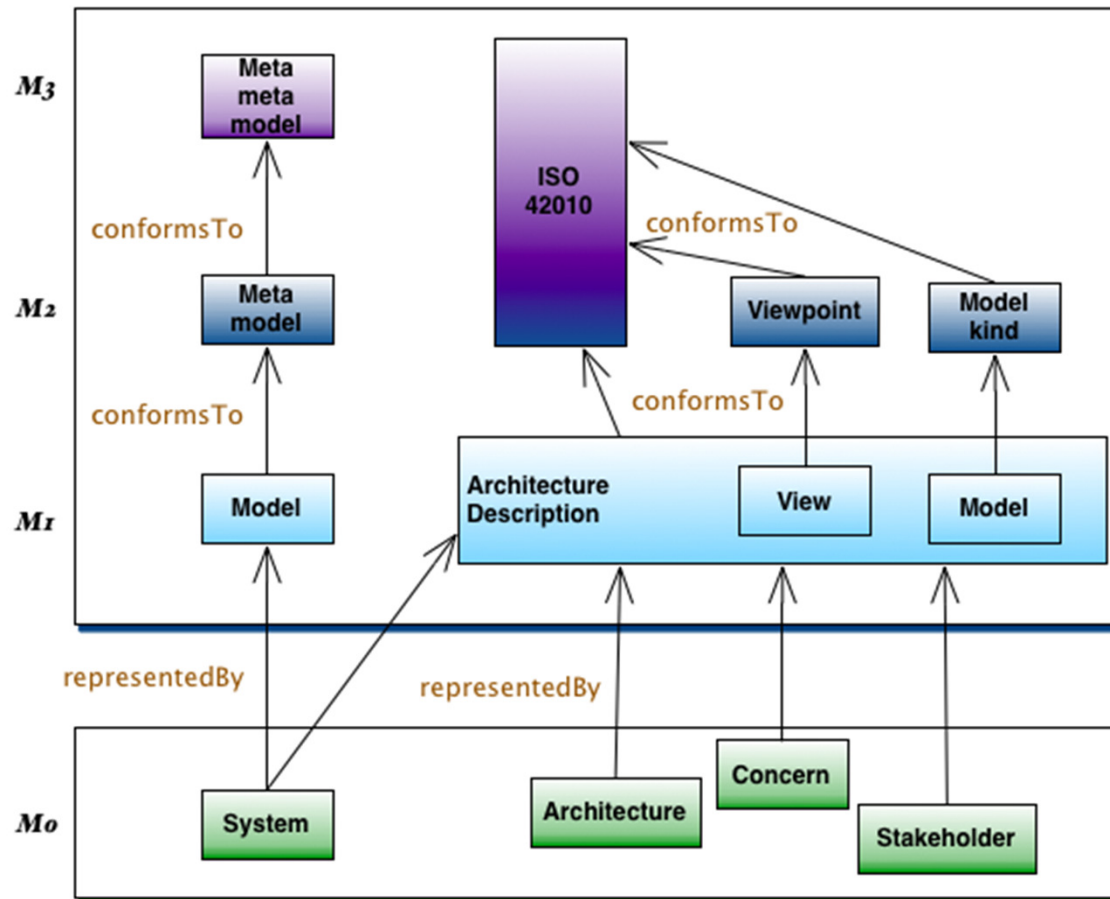 M3
Meta
meta
model
ISO
42010
conformsTo
conformsTo
M2
Meta
model
Viewpoint
Model
kind
conformsTo
conformsTo
M1
Model
Architecture
Description
View
Model
representedBy
representedBy
M0
System
Architecture
Concern
Stakeholder